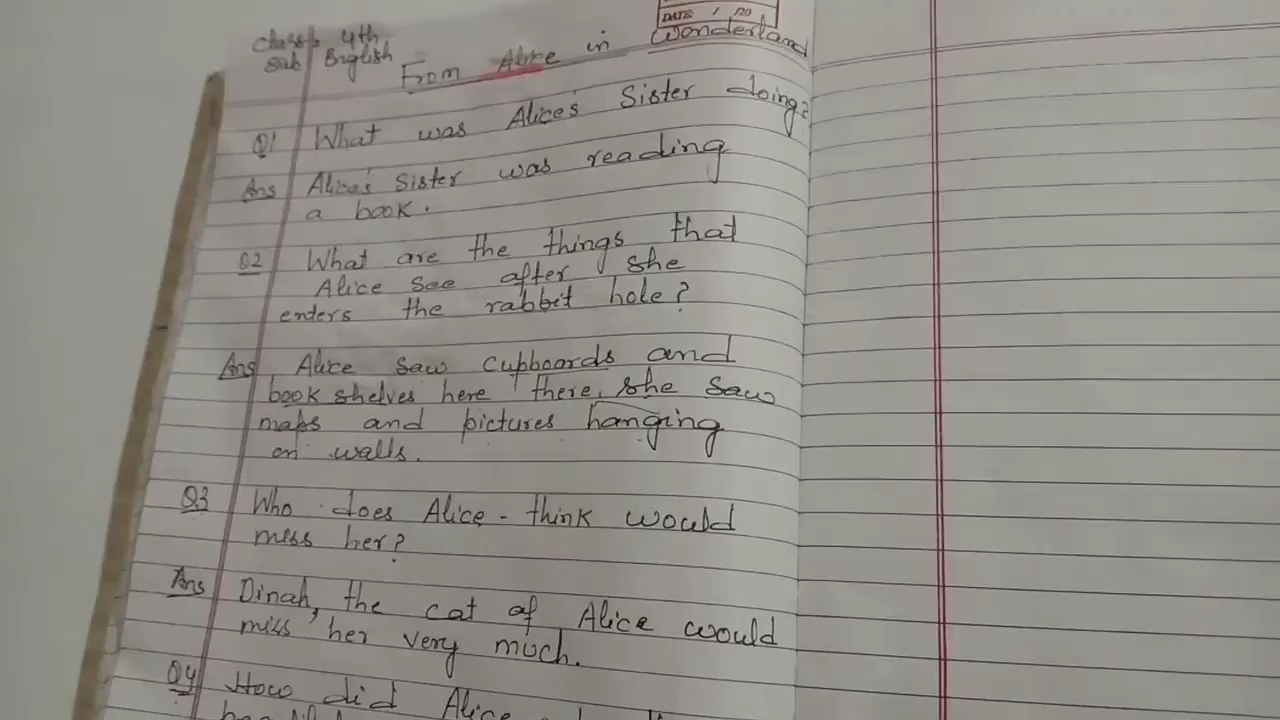 DATE: / /20
Class 4th
Sub English
From Alice in Wonderland
Q1 What was Alice's Sister doing?
Ans Alice's Sister was reading
a book.
Q2 What are the things that
Alice see after she
enters the rabbit hole?
Ans Alice Saw Cupboards and
book shelves here there, she Saw
maps and pictures hanging
on walls.
Q3 Who does Alice - think would
miss her?
Ans Dinah, the cat of Alice would
miss her very much.
Q4 How did Alice